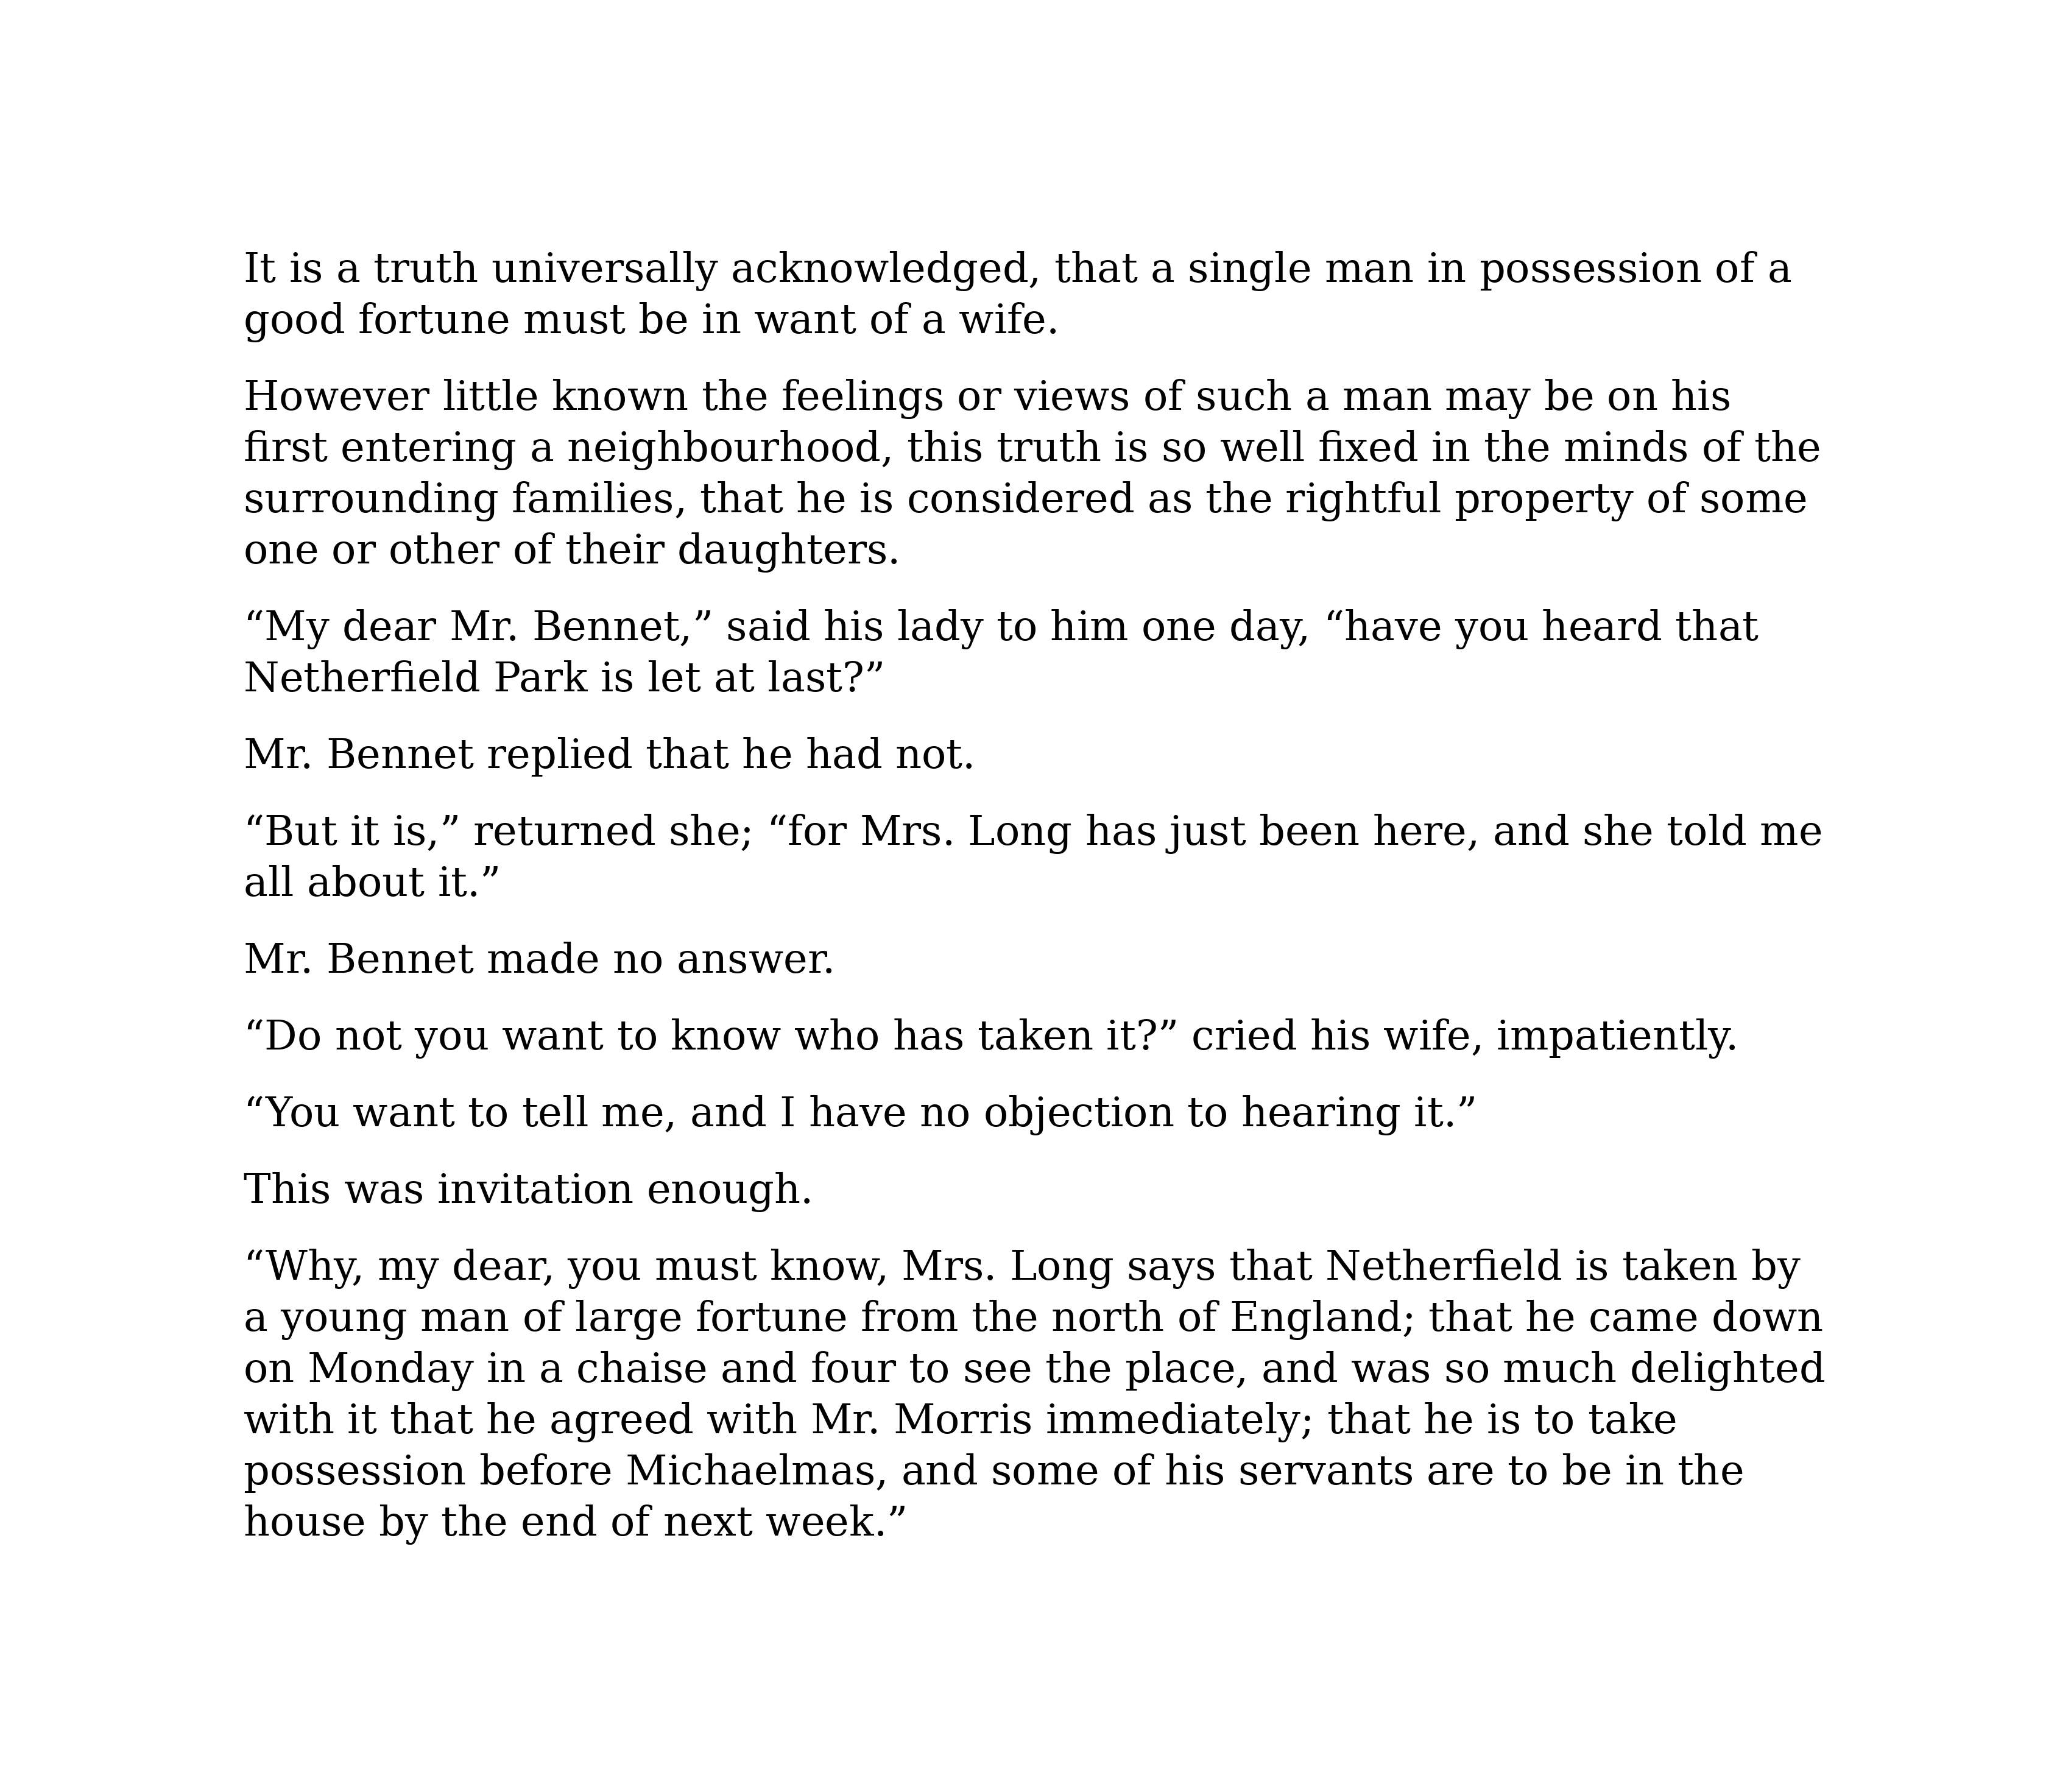 It is a truth universally acknowledged, that a single man in possession of a
good fortune must be in want of a wife.
However little known the feelings or views of such a man may be on his
first entering a neighbourhood, this truth is so well fixed in the minds of the
surrounding families, that he is considered as the rightful property of some
one or other of their daughters.
“My dear Mr. Bennet,” said his lady to him one day, “have you heard that
Netherfield Park is let at last?”
Mr. Bennet replied that he had not.
“But it is,” returned she; “for Mrs. Long has just been here, and she told me
all about it.”
Mr. Bennet made no answer.
“Do not you want to know who has taken it?” cried his wife, impatiently.
“You want to tell me, and I have no objection to hearing it.”
This was invitation enough.
“Why, my dear, you must know, Mrs. Long says that Netherfield is taken by
a young man of large fortune from the north of England; that he came down
on Monday in a chaise and four to see the place, and was so much delighted
with it that he agreed with Mr. Morris immediately; that he is to take
possession before Michaelmas, and some of his servants are to be in the
house by the end of next week.”